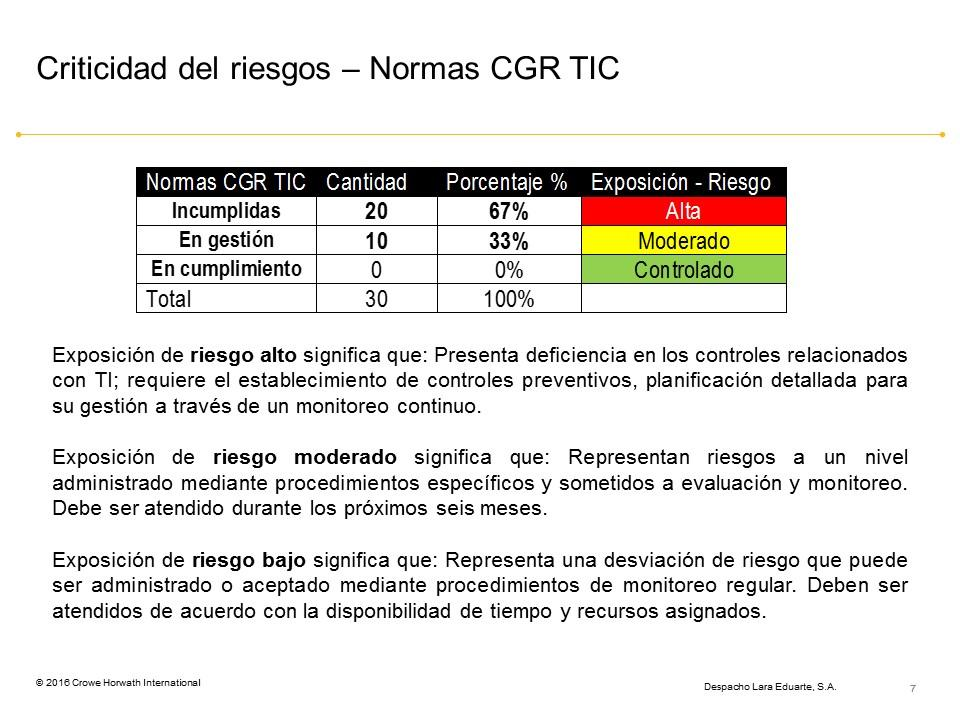 Criticidad del riesgos – Normas CGR TIC
Normas CGR TIC Cantidad Porcentaje % Exposición - Riesgo
Incumplidas 20 67% Alta
En gestión 10 33% Moderado
En cumplimiento 0 0% Controlado
Total 30 100%
Exposición de riesgo alto significa que: Presenta deficiencia en los controles relacionados
con TI; requiere el establecimiento de controles preventivos, planificación detallada para
su gestión a través de un monitoreo continuo.
Exposición de riesgo moderado significa que: Representan riesgos a un nivel
administrado mediante procedimientos específicos y sometidos a evaluación y monitoreo.
Debe ser atendido durante los próximos seis meses.
Exposición de riesgo bajo significa que: Representa una desviación de riesgo que puede
ser administrado o aceptado mediante procedimientos de monitoreo regular. Deben ser
atendidos de acuerdo con la disponibilidad de tiempo y recursos asignados.
© 2016 Crowe Horwath International
Despacho Lara Eduarte, S.A.
7